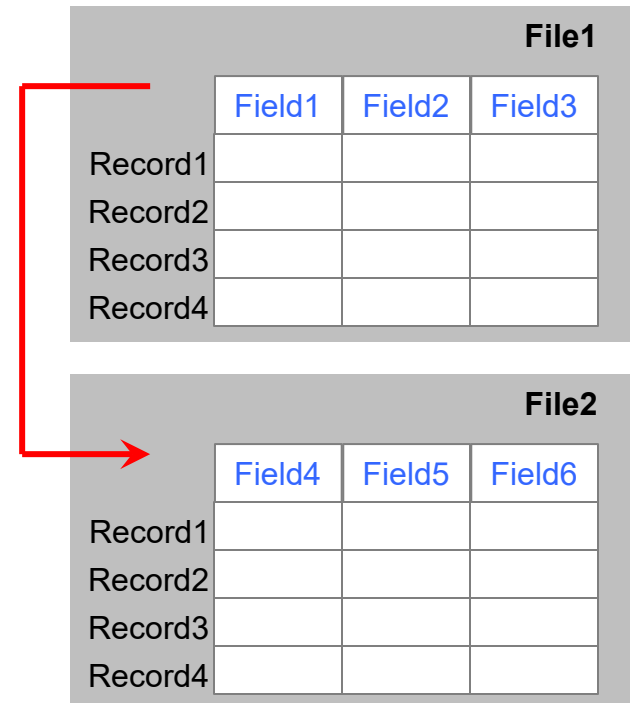 File1
Field1 Field2 Field3
Record1
Record2
Record3
Record4
File2
Field4 Field5 Field6
Record1
Record2
Record3
Record4